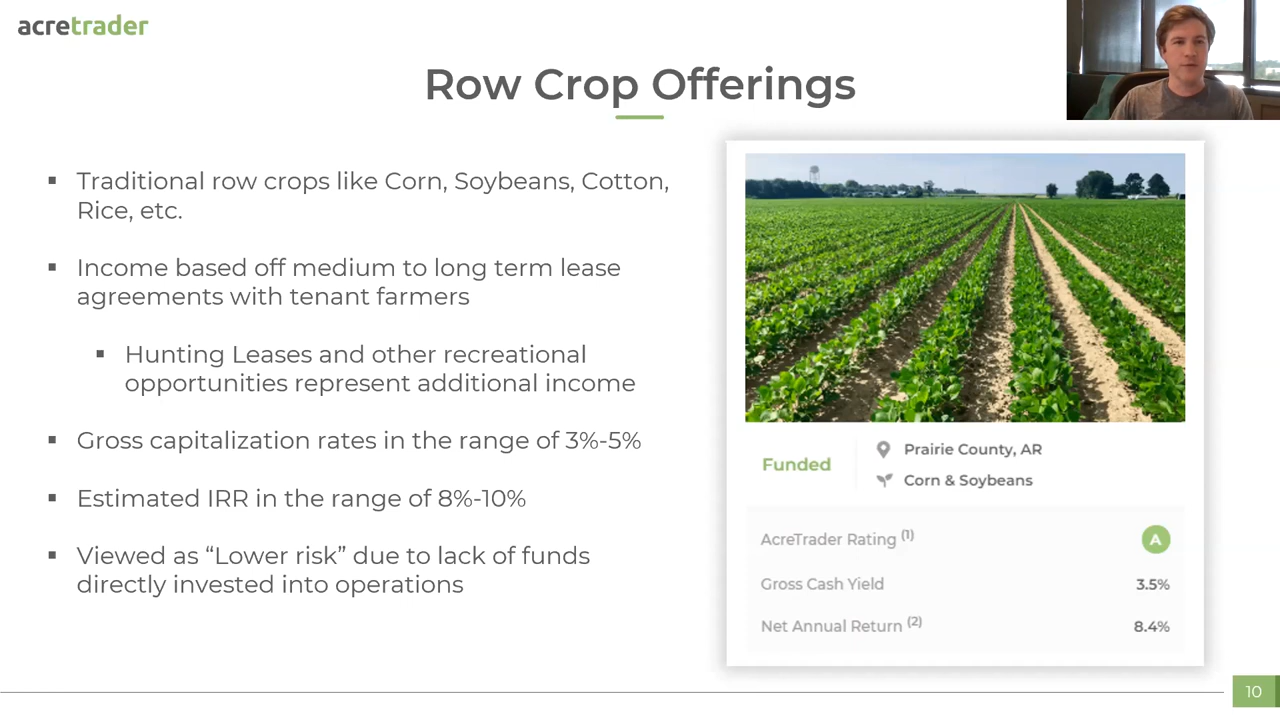 acretrader
Row Crop Offerings
▪ Traditional row crops like Corn, Soybeans, Cotton,
Rice, etc.
▪ Income based off medium to long term lease
agreements with tenant farmers
▪ Hunting Leases and other recreational
opportunities represent additional income
▪ Gross capitalization rates in the range of 3%-5%
▪ Estimated IRR in the range of 8%-10%
▪ Viewed as “Lower risk” due to lack of funds
directly invested into operations
Funded
Prairie County, AR
Corn & Soybeans
AcreTrader Rating (1) A
Gross Cash Yield 3.5%
Net Annual Return (2) 8.4%
10